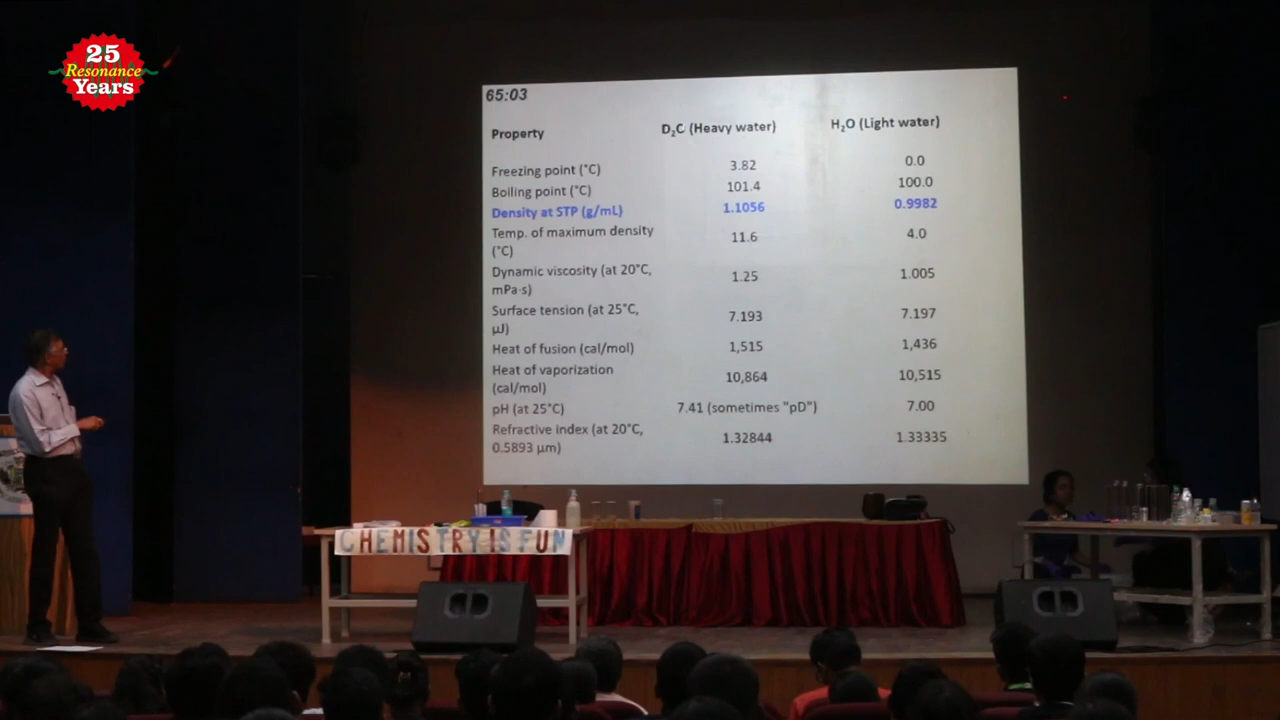 25
Resonance
Years
65:03
Property D₂C (Heavy water) H₂O (Light water)
Freezing point (°C) 3.82 0.0
Boiling point (°C) 101.4 100.0
Density at STP (g/mL) 1.1056 0.9982
Temp. of maximum density (°C) 11.6 4.0
Dynamic viscosity (at 20°C, mPa·s) 1.25 1.005
Surface tension (at 25°C, μJ) 7.193 7.197
Heat of fusion (cal/mol) 1,515 1,436
Heat of vaporization (cal/mol) 10,864 10,515
pH (at 25°C) 7.41 (sometimes "pD") 7.00
Refractive index (at 20°C, 0.5893 μm) 1.32844 1.33335
CHEMISTRY IS FUN